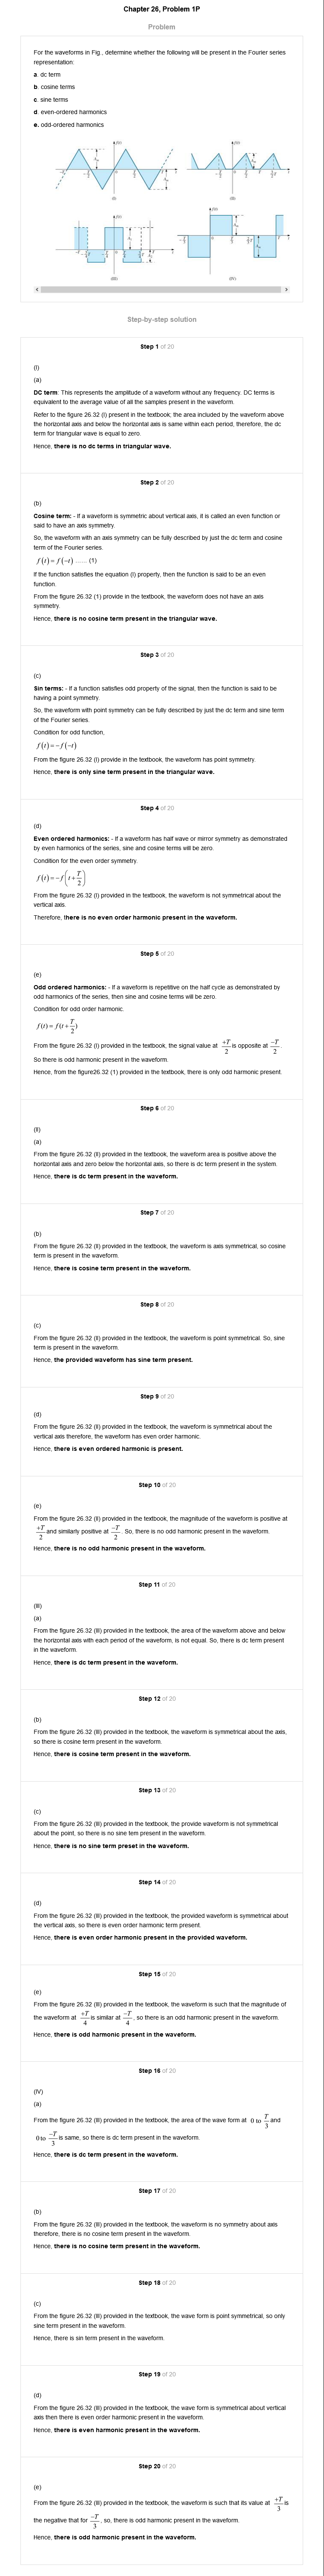 Chapter 26, Problem 1P
Problem
For the waveforms in Fig., determine whether the following will be present in the Fourier series
representation:
a. dc term
b. cosine terms
c. sine terms
d. even-ordered harmonics
e. odd-ordered harmonics
(I)
(II)
(III)
(IV)
Step-by-step solution
Step 1 of 20
(I)
(a)
DC term: This represents the amplitude of a waveform without any frequency. DC terms is
equivalent to the average value of all the samples present in the waveform.
Refer to the figure 26.32 (I) present in the textbook; the area included by the waveform above
the horizontal axis and below the horizontal axis is same within each period, therefore, the dc
term for triangular wave is equal to zero.
Hence, there is no dc terms in triangular wave.
Step 2 of 20
(b)
Cosine term: - If a waveform is symmetric about vertical axis, it is called an even function or
said to have an axis symmetry.
So, the waveform with an axis symmetry can be fully described by just the dc term and cosine
term of the Fourier series.
f(t) = f(−t) ...... (1)
If the function satisfies the equation (I) property, then the function is said to be an even
function.
From the figure 26.32 (1) provide in the textbook, the waveform does not have an axis
symmetry.
Hence, there is no cosine term present in the triangular wave.
Step 3 of 20
(c)
Sin terms: - If a function satisfies odd property of the signal, then the function is said to be
having a point symmetry.
So, the waveform with point symmetry can be fully described by just the dc term and sine term
of the Fourier series.
Condition for odd function,
f(t) = −f(−t)
From the figure 26.32 (I) provide in the textbook, the waveform has point symmetry.
Hence, there is only sine term present in the triangular wave.
Step 4 of 20
(d)
Even ordered harmonics: - If a waveform has half wave or mirror symmetry as demonstrated
by even harmonics of the series, sine and cosine terms will be zero.
Condition for the even order symmetry.
f(t) = −f(t + T/2)
From the figure 26.32 (I) provided in the textbook, the waveform is not symmetrical about the
vertical axis.
Therefore, there is no even order harmonic present in the waveform.
Step 5 of 20
(e)
Odd ordered harmonics: - If a waveform is repetitive on the half cycle as demonstrated by
odd harmonics of the series, then sine and cosine terms will be zero.
Condition for odd order harmonic.
f(t) = f(t + T/2)
From the figure 26.32 (I) provided in the textbook, the signal value at +T/2 is opposite at −T/2.
So there is odd harmonic present in the waveform.
Hence, from the figure26.32 (1) provided in the textbook, there is only odd harmonic present.
Step 6 of 20
(II)
(a)
From the figure 26.32 (II) provided in the textbook, the waveform area is positive above the
horizontal axis and zero below the horizontal axis, so there is dc term present in the system.
Hence, there is dc term present in the waveform.
Step 7 of 20
(b)
From the figure 26.32 (II) provided in the textbook, the waveform is axis symmetrical, so cosine
term is present in the waveform.
Hence, there is cosine term present in the waveform.
Step 8 of 20
(c)
From the figure 26.32 (II) provided in the textbook, the waveform is point symmetrical. So, sine
term is present in the waveform.
Hence, the provided waveform has sine term present.
Step 9 of 20
(d)
From the figure 26.32 (II) provided in the textbook, the waveform is symmetrical about the
vertical axis therefore, the waveform has even order harmonic.
Hence, there is even ordered harmonic is present.
Step 10 of 20
(e)
From the figure 26.32 (II) provided in the textbook, the magnitude of the waveform is positive at
+T/2 and similarly positive at −T/2. So, there is no odd harmonic present in the waveform.
Hence, there is no odd harmonic present in the waveform.
Step 11 of 20
(III)
(a)
From the figure 26.32 (III) provided in the textbook, the area of the waveform above and below
the horizontal axis with each period of the waveform, is not equal. So, there is dc term present
in the waveform.
Hence, there is dc term present in the waveform.
Step 12 of 20
(b)
From the figure 26.32 (III) provided in the textbook, the waveform is symmetrical about the axis,
so there is cosine term present in the waveform.
Hence, there is cosine term present in the waveform.
Step 13 of 20
(c)
From the figure 26.32 (III) provided in the textbook, the provide waveform is not symmetrical
about the point, so there is no sine tem present in the waveform.
Hence, there is no sine term preset in the waveform.
Step 14 of 20
(d)
From the figure 26.32 (III) provided in the textbook, the provided waveform is symmetrical about
the vertical axis, so there is even order harmonic term present.
Hence, there is even order harmonic present in the provided waveform.
Step 15 of 20
(e)
From the figure 26.32 (III) provided in the textbook, the waveform is such that the magnitude of
the waveform at +T/4 is similar at −T/4, so there is an odd harmonic present in the waveform.
Hence, there is odd harmonic present in the waveform.
Step 16 of 20
(IV)
(a)
From the figure 26.32 (III) provided in the textbook, the area of the wave form at 0 to T/3 and
0 to −T/3 is same, so there is dc term present in the waveform.
Hence, there is dc term present in the waveform.
Step 17 of 20
(b)
From the figure 26.32 (III) provided in the textbook, the waveform is no symmetry about axis
therefore, there is no cosine term present in the waveform.
Hence, there is no cosine term present in the waveform.
Step 18 of 20
(c)
From the figure 26.32 (III) provided in the textbook, the wave form is point symmetrical, so only
sine term present in the waveform.
Hence, there is sin term present in the waveform.
Step 19 of 20
(d)
From the figure 26.32 (III) provided in the textbook, the wave form is symmetrical about vertical
axis then there is even order harmonic present in the waveform.
Hence, there is even harmonic present in the waveform.
Step 20 of 20
(e)
From the figure 26.32 (III) provided in the textbook, the waveform is such that its value at +T/3 is
the negative that for −T/3, so, there is odd harmonic present in the waveform.
Hence, there is odd harmonic present in the waveform.